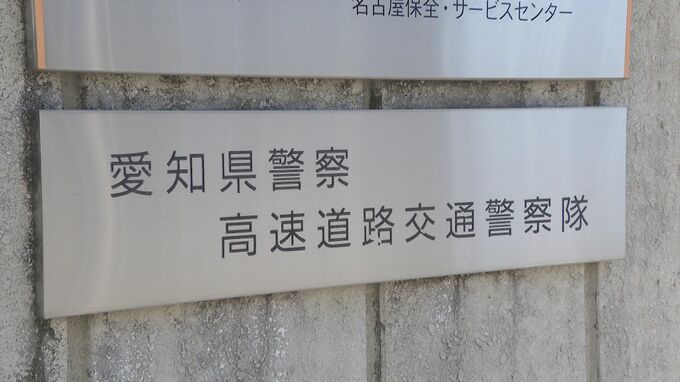 名古屋保全・サービスセンター
愛知県警察
高速道路交通警察隊